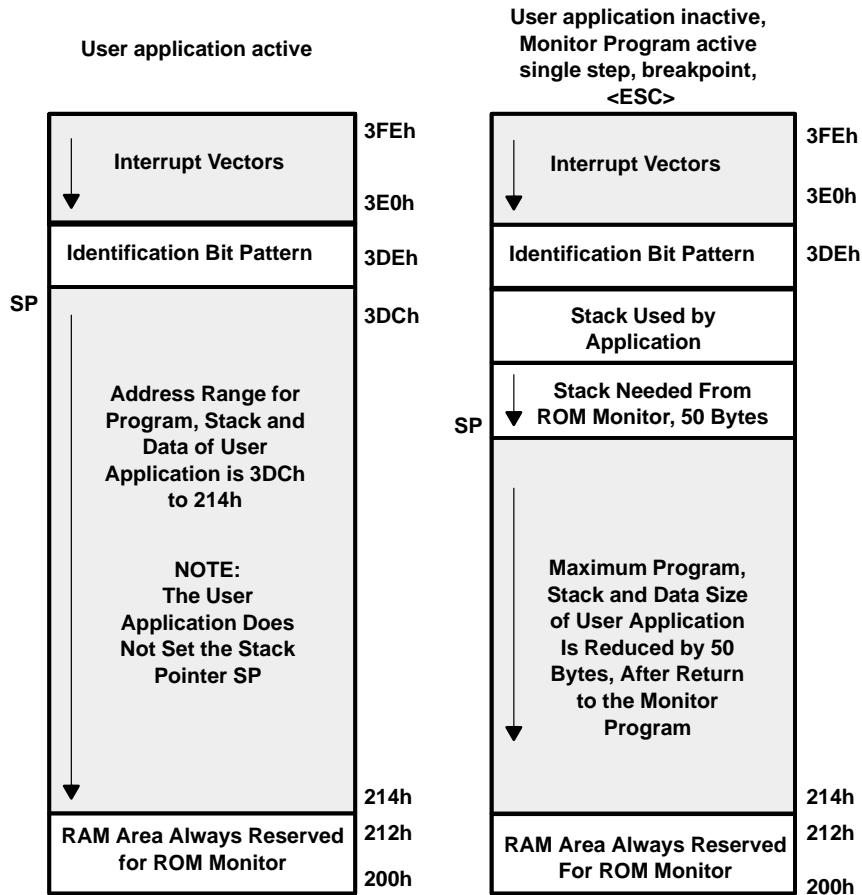 User application active
3FEh
Interrupt Vectors
3E0h
Identification Bit Pattern
3DEh
SP
3DCh
Address Range for
Program, Stack and
Data of User
Application is 3DCh
to 214h
NOTE:
The User
Application Does
Not Set the Stack
Pointer SP
214h
RAM Area Always Reserved
for ROM Monitor
212h
200h
User application inactive,
Monitor Program active
single step, breakpoint,
<ESC>
3FEh
Interrupt Vectors
3E0h
Identification Bit Pattern
3DEh
Stack Used by
Application
Stack Needed From
ROM Monitor, 50 Bytes
SP
Maximum Program,
Stack and Data Size
of User Application
Is Reduced by 50
Bytes, After Return
to the Monitor
Program
214h
212h
RAM Area Always Reserved
For ROM Monitor
200h